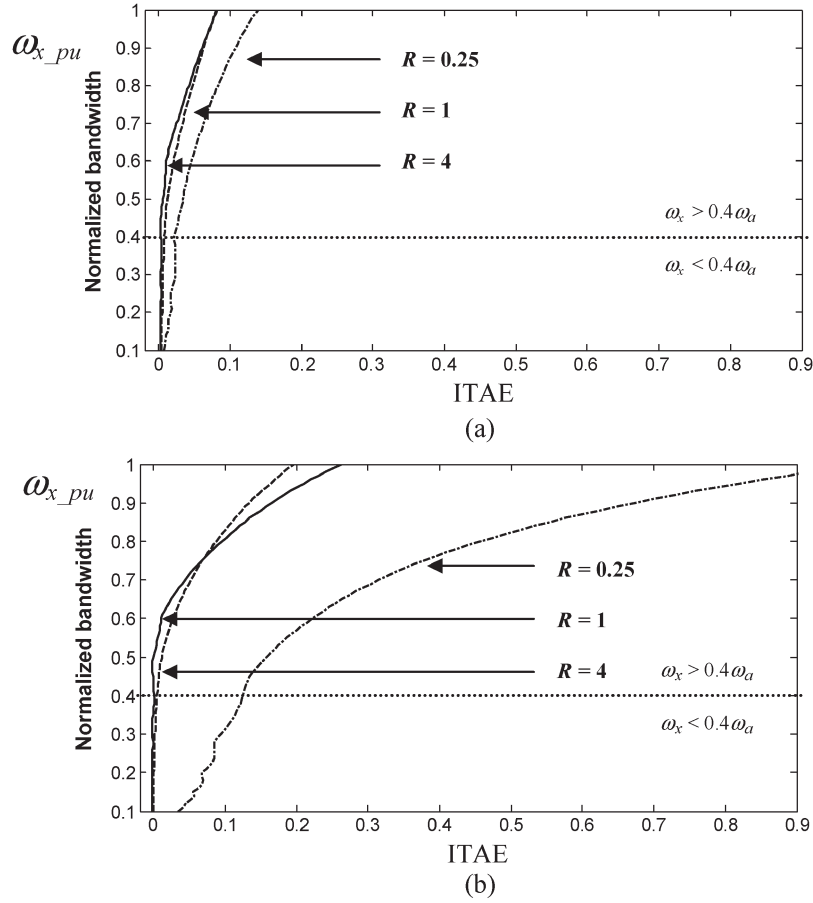 ω_{x_pu}
Normalized bandwidth
1
0.9
0.8
0.7
0.6
0.5
0.4
0.3
0.2
0.1
R = 0.25
R = 1
R = 4
ω_x > 0.4ω_a
ω_x < 0.4ω_a
0 0.1 0.2 0.3 0.4 0.5 0.6 0.7 0.8 0.9
ITAE
(a)
ω_{x_pu}
Normalized bandwidth
1
0.9
0.8
0.7
0.6
0.5
0.4
0.3
0.2
0.1
R = 0.25
R = 1
R = 4
ω_x > 0.4ω_a
ω_x < 0.4ω_a
0 0.1 0.2 0.3 0.4 0.5 0.6 0.7 0.8 0.9
ITAE
(b)